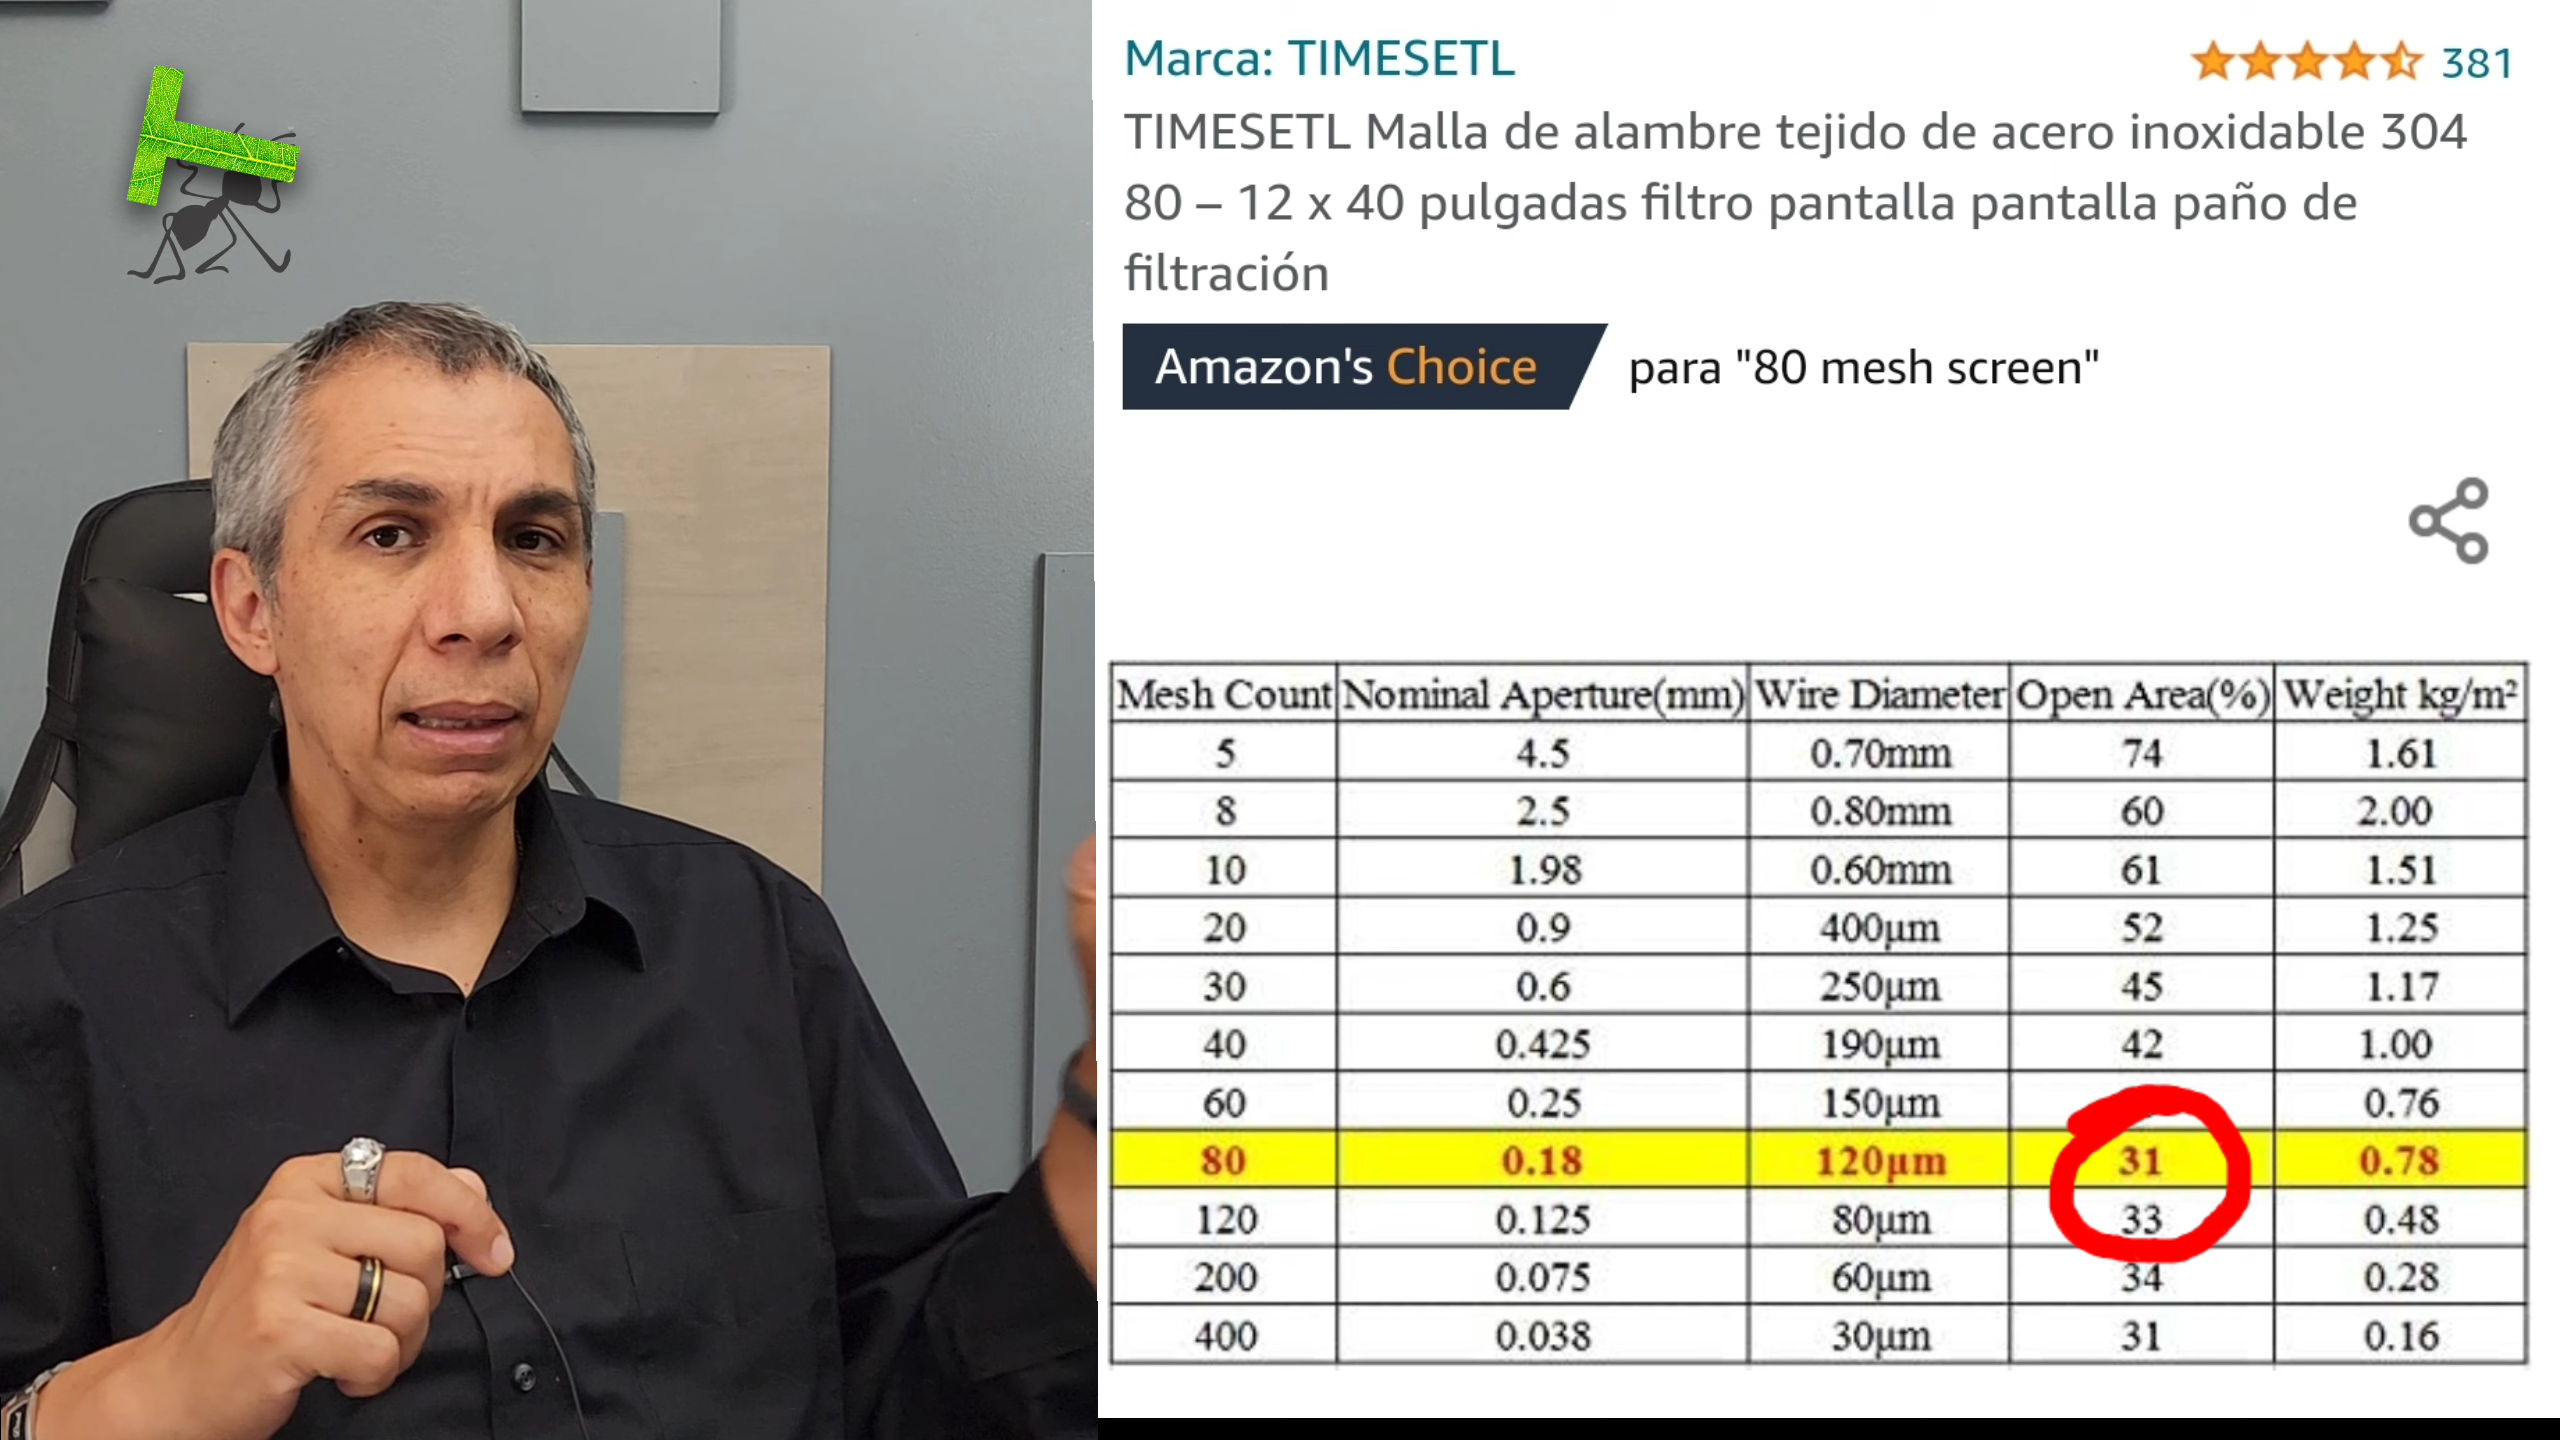 Marca: TIMESETL
381
TIMESETL Malla de alambre tejido de acero inoxidable 304
80 – 12 x 40 pulgadas filtro pantalla pantalla paño de
filtración
Amazon's Choice para "80 mesh screen"
Mesh Count Nominal Aperture(mm) Wire Diameter Open Area(%) Weight kg/m²
5 4.5 0.70mm 74 1.61
8 2.5 0.80mm 60 2.00
10 1.98 0.60mm 61 1.51
20 0.9 400μm 52 1.25
30 0.6 250μm 45 1.17
40 0.425 190μm 42 1.00
60 0.25 150μm 0.76
80 0.18 120μm 31 0.78
120 0.125 80μm 33 0.48
200 0.075 60μm 34 0.28
400 0.038 30μm 31 0.16